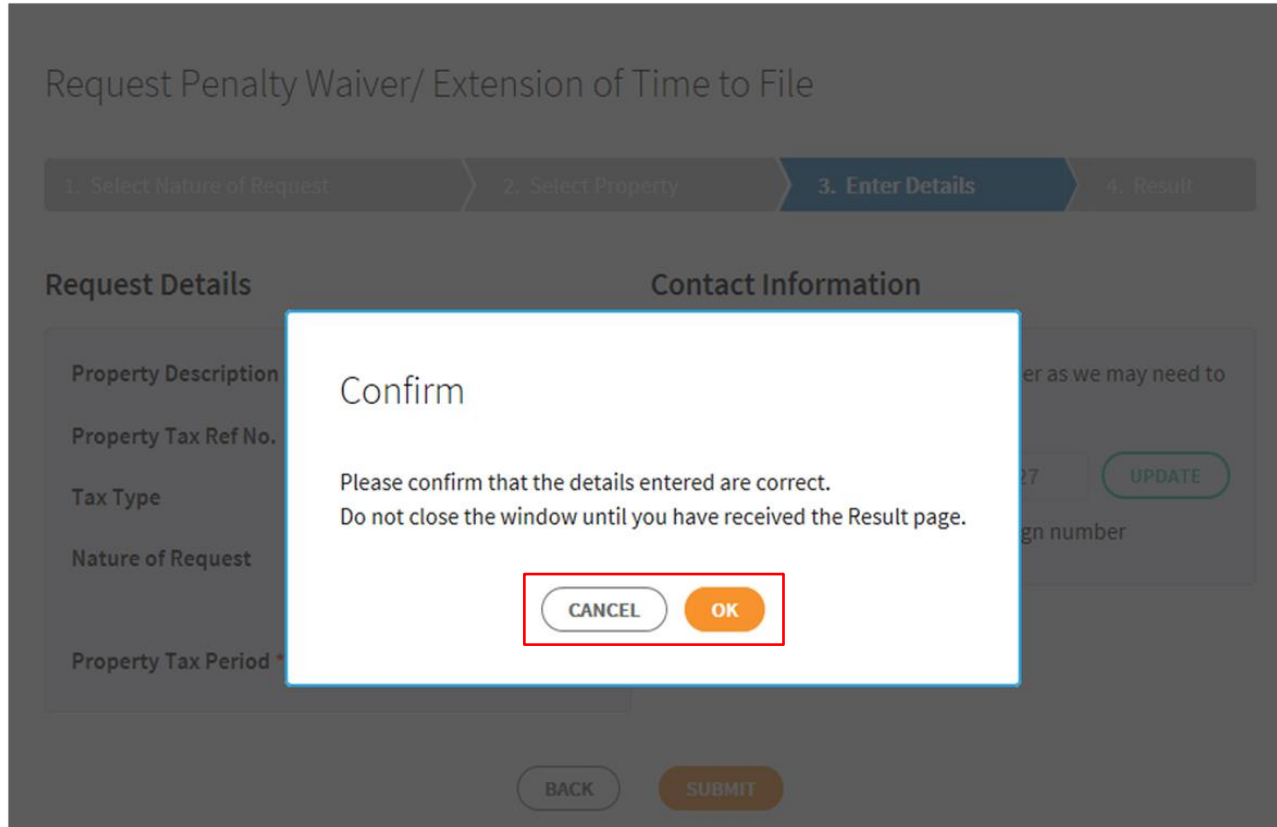 Request Penalty Waiver/ Extension of Time to File
1. Select Nature of Request
2. Select Property
3. Enter Details
4. Result
Request Details
Contact Information
Property Description
Property Tax Ref No.
Tax Type
Nature of Request
Property Tax Period *
er as we may need to
27
UPDATE
gn number
Confirm
Please confirm that the details entered are correct.
Do not close the window until you have received the Result page.
CANCEL
OK
BACK
SUBMIT